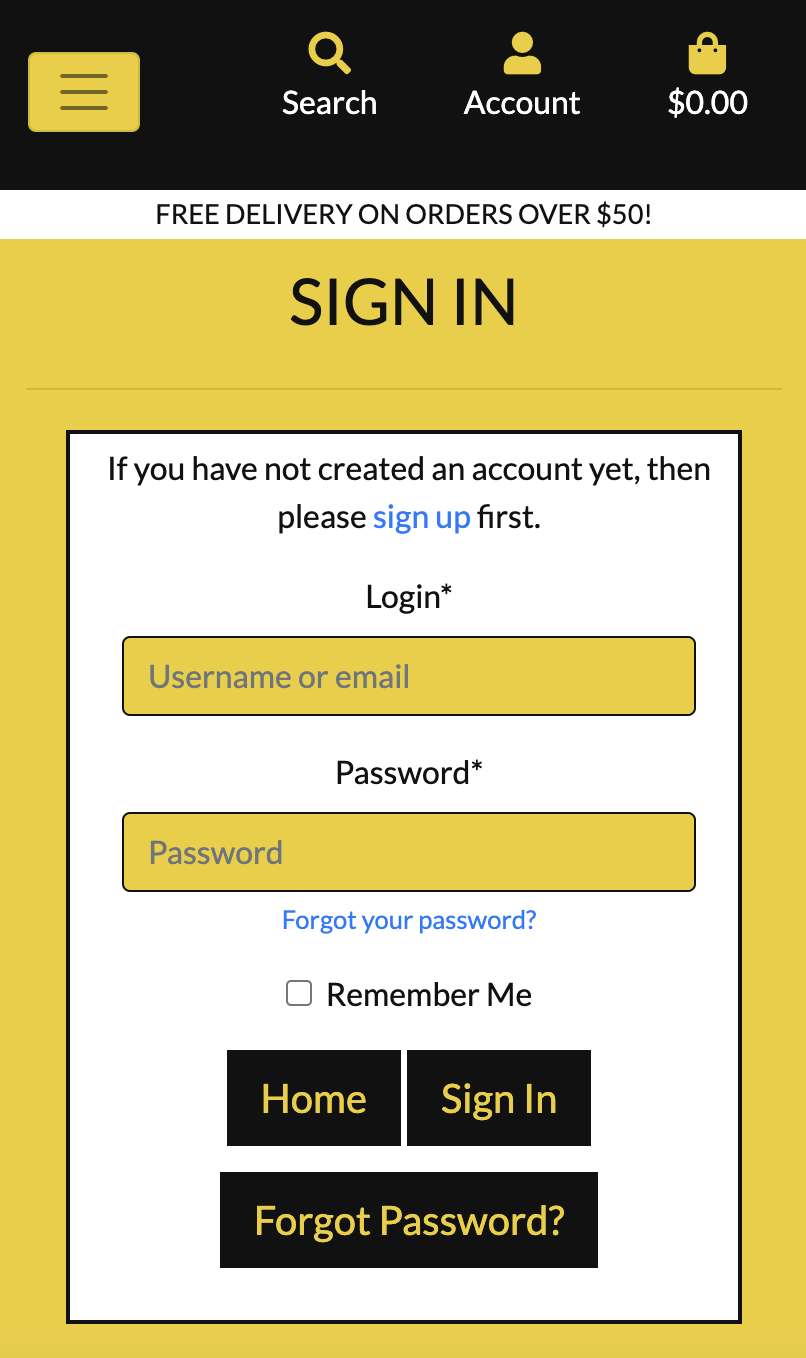 Search Account $0.00
FREE DELIVERY ON ORDERS OVER $50!
SIGN IN
If you have not created an account yet, then
please sign up first.
Login*
Username or email
Password*
Password
Forgot your password?
Remember Me
Home Sign In
Forgot Password?